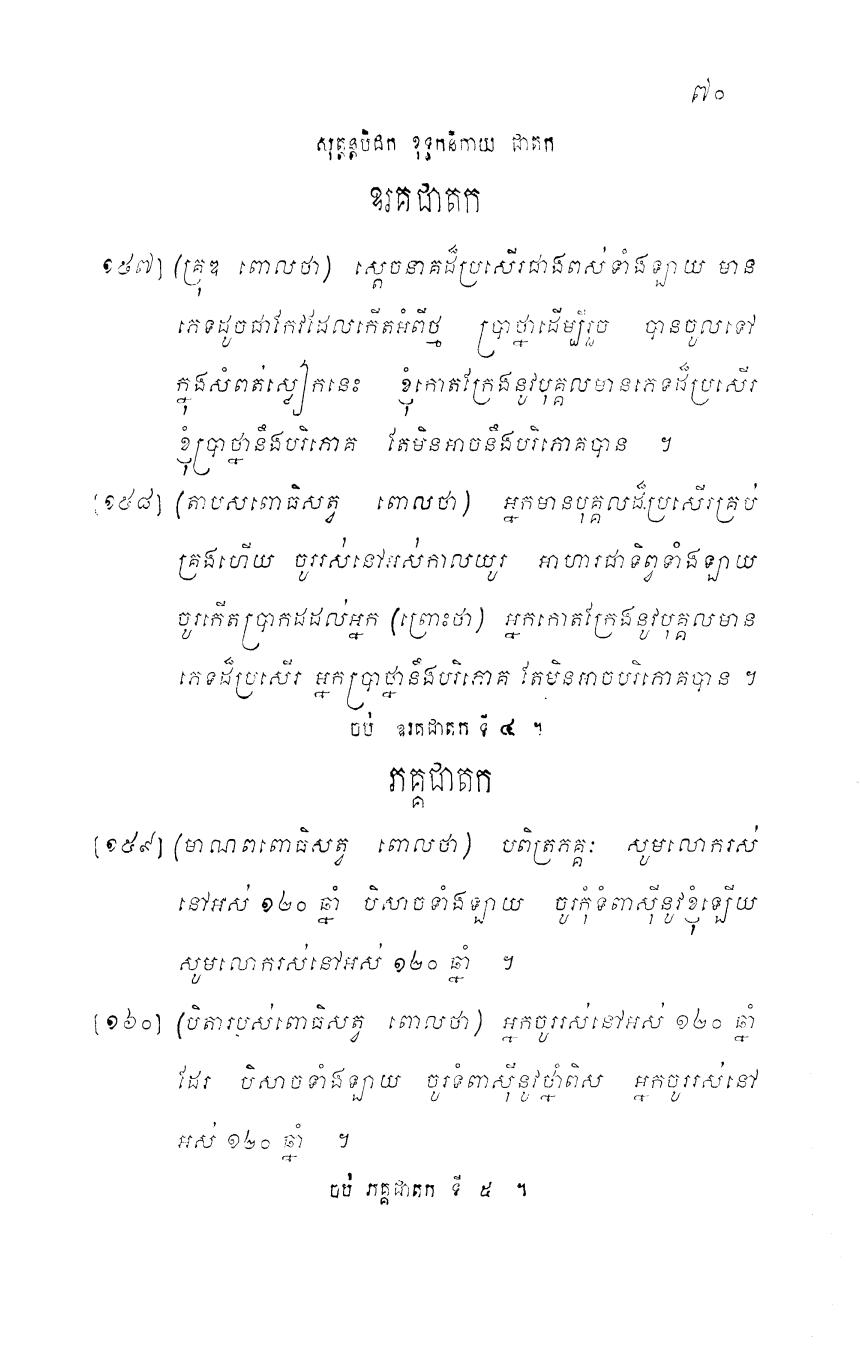 ៧០
សុត្តន្តបិដក ខុទ្ទកនិកាយ ជាតក
ឧរគជាតក
[១៥៧] (គ្រុឌ ពោលថា) ស្តេចនាគដ៏ប្រសើរជាងពស់ទាំងឡាយ មាន
ភេទដូចជាកែវដែលកើតអំពីថ្ម ប្រាថ្នាដើម្បីរួច បានចូលទៅ
ក្នុងសំពត់ស្លៀកនេះ ខ្ញុំកោតក្រែងនូវបុគ្គលមានភេទដ៏ប្រសើរ
ខ្ញុំប្រាថ្នានឹងបរិភោគ តែមិនអាចនឹងបរិភោគបាន ។
[១៥៨] (តាបសពោធិសត្វ ពោលថា) អ្នកមានបុគ្គលដ៏ប្រសើរគ្រប់
គ្រងហើយ ចូររស់នៅអស់កាលយូរ អាហារជាទិព្វទាំងឡាយ
ចូរកើតប្រាកដដល់អ្នក (ព្រោះថា) អ្នកកោតក្រែងនូវបុគ្គលមាន
ភេទដ៏ប្រសើរ អ្នកប្រាថ្នានឹងបរិភោគ តែមិនអាចបរិភោគបាន ។
ចប់ ឧរគជាតក ទី ៤ ។
ភគ្គជាតក
[១៥៩] (មាណពពោធិសត្វ ពោលថា) បពិត្រភគ្គៈ សូមលោករស់
នៅអស់ ១២០ ឆ្នាំ បិសាចទាំងឡាយ ចូរកុំទំពាស៊ីនូវខ្ញុំឡើយ
សូមលោករស់នៅអស់ ១២០ ឆ្នាំ ។
[១៦០] (បិតារបស់ពោធិសត្វ ពោលថា) អ្នកចូររស់នៅអស់ ១២០ ឆ្នាំ
ដែរ បិសាចទាំងឡាយ ចូរទំពាស៊ីនូវថ្នាំពិស អ្នកចូររស់នៅ
អស់ ១២០ ឆ្នាំ ។
ចប់ ភគ្គជាតក ទី ៥ ។